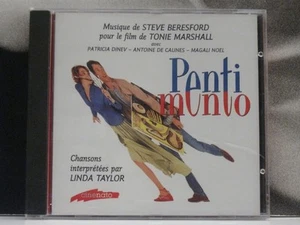 Musique de STEVE BERESFORD
pour le film de TONIE MARSHALL
avec
PATRICIA DINEV - ANTOINE DE CAUNES - MAGALI NOEL
Penti
mento
Chansons
interprétées par
LINDA TAYLOR
nato